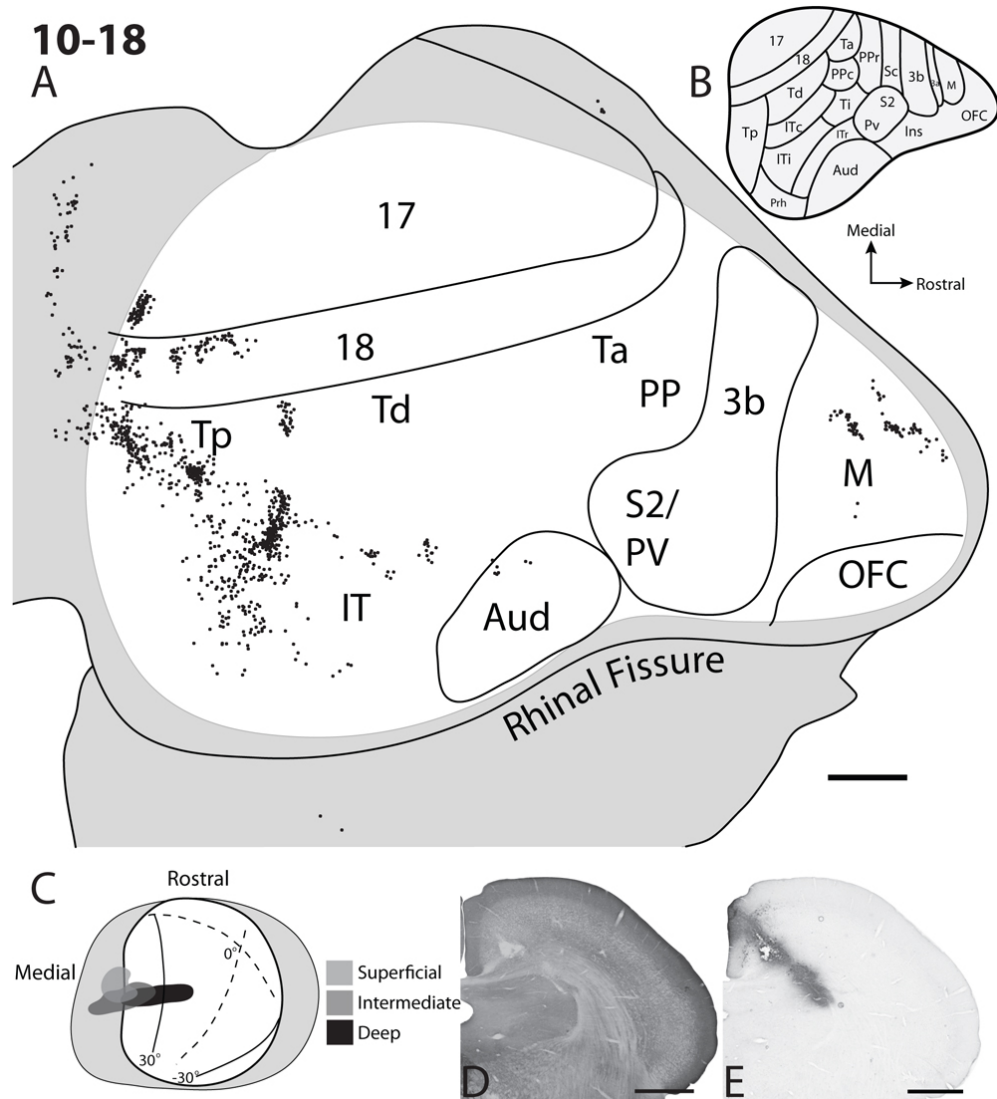 10-18
A
17
18
Ta
Td
PP
3b
Tp
M
S2/
PV
IT
OFC
Aud
Rhinal Fissure
B
17
18
Ta
PPr
Sc
3b
3a
M
PPc
Td
OFC
S2
Ti
Tp
ITc
Pv
Ins
ITr
ITi
Aud
Prh
Medial
Rostral
C
Rostral
0°
Medial
30°
-30°
Superficial
Intermediate
Deep
D
E